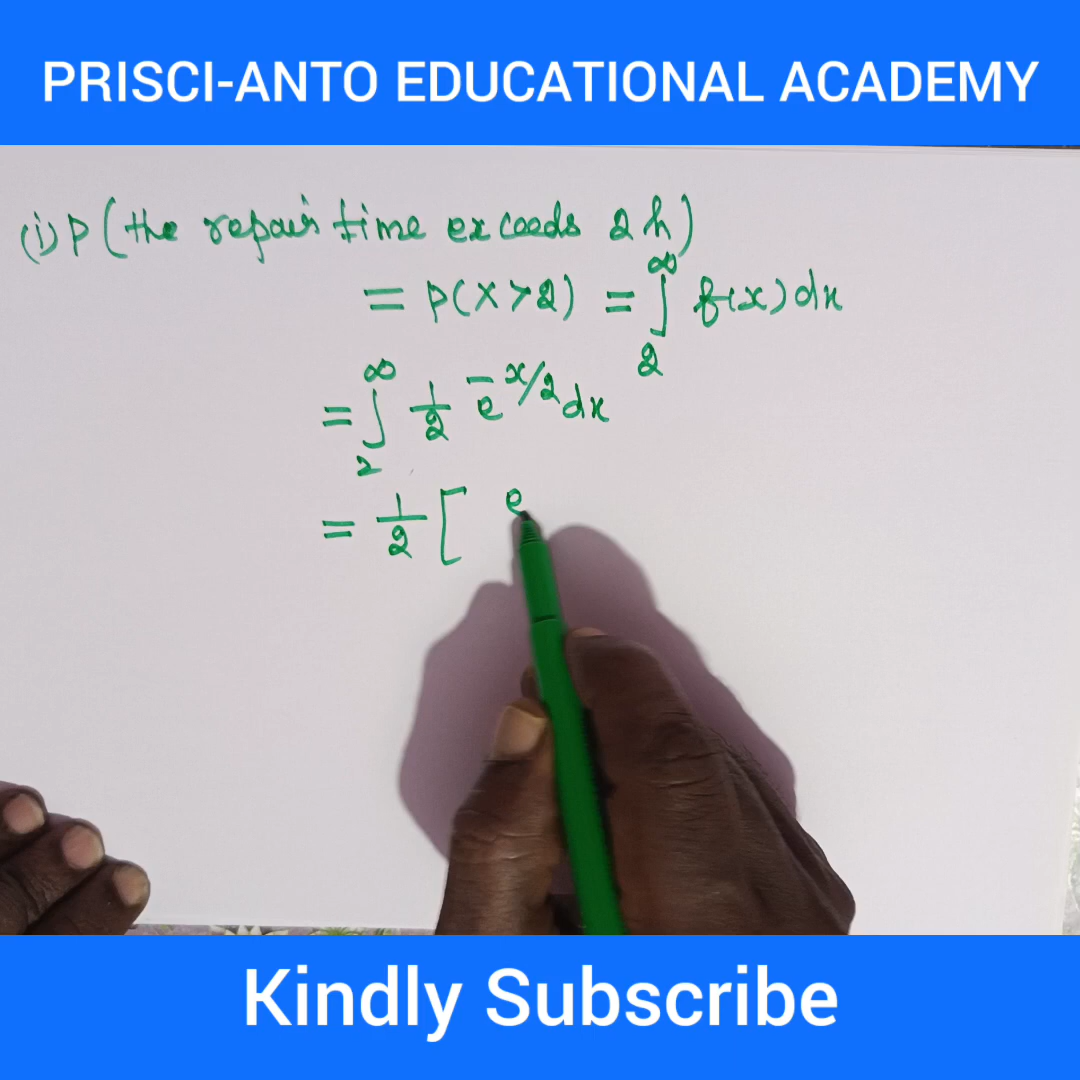 PRISCI-ANTO EDUCATIONAL ACADEMY
(i) P(the repair time exceeds 2h)
= P(X>2) = ∫₂^∞ f(x)dx
= ∫₂^∞ 1/2 e^-x/2 dx
= 1/2 [ e
Kindly Subscribe